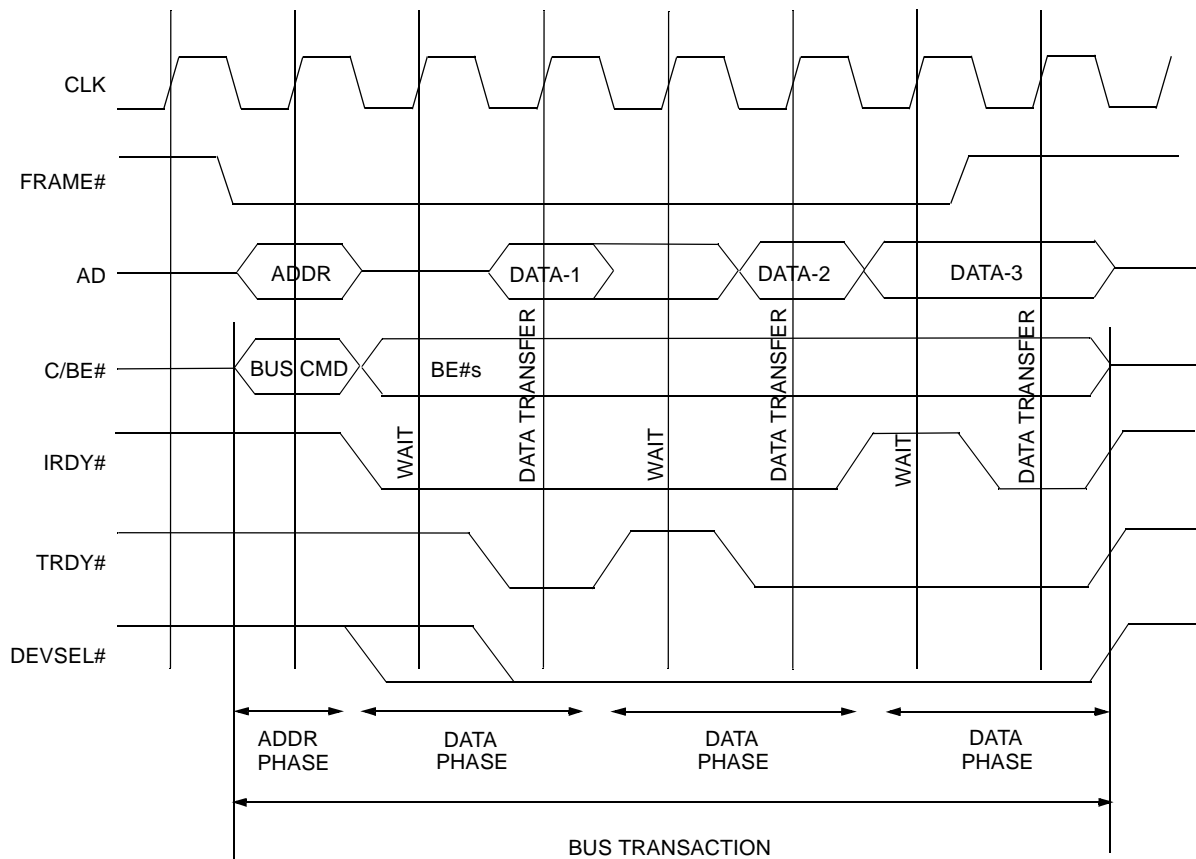 CLK
FRAME#
AD
ADDR
DATA-1
DATA-2
DATA-3
C/BE#
BUS CMD
BE#s
IRDY#
WAIT
DATA TRANSFER
WAIT
DATA TRANSFER
WAIT
DATA TRANSFER
TRDY#
DEVSEL#
ADDR
PHASE
DATA
PHASE
DATA
PHASE
DATA
PHASE
BUS TRANSACTION